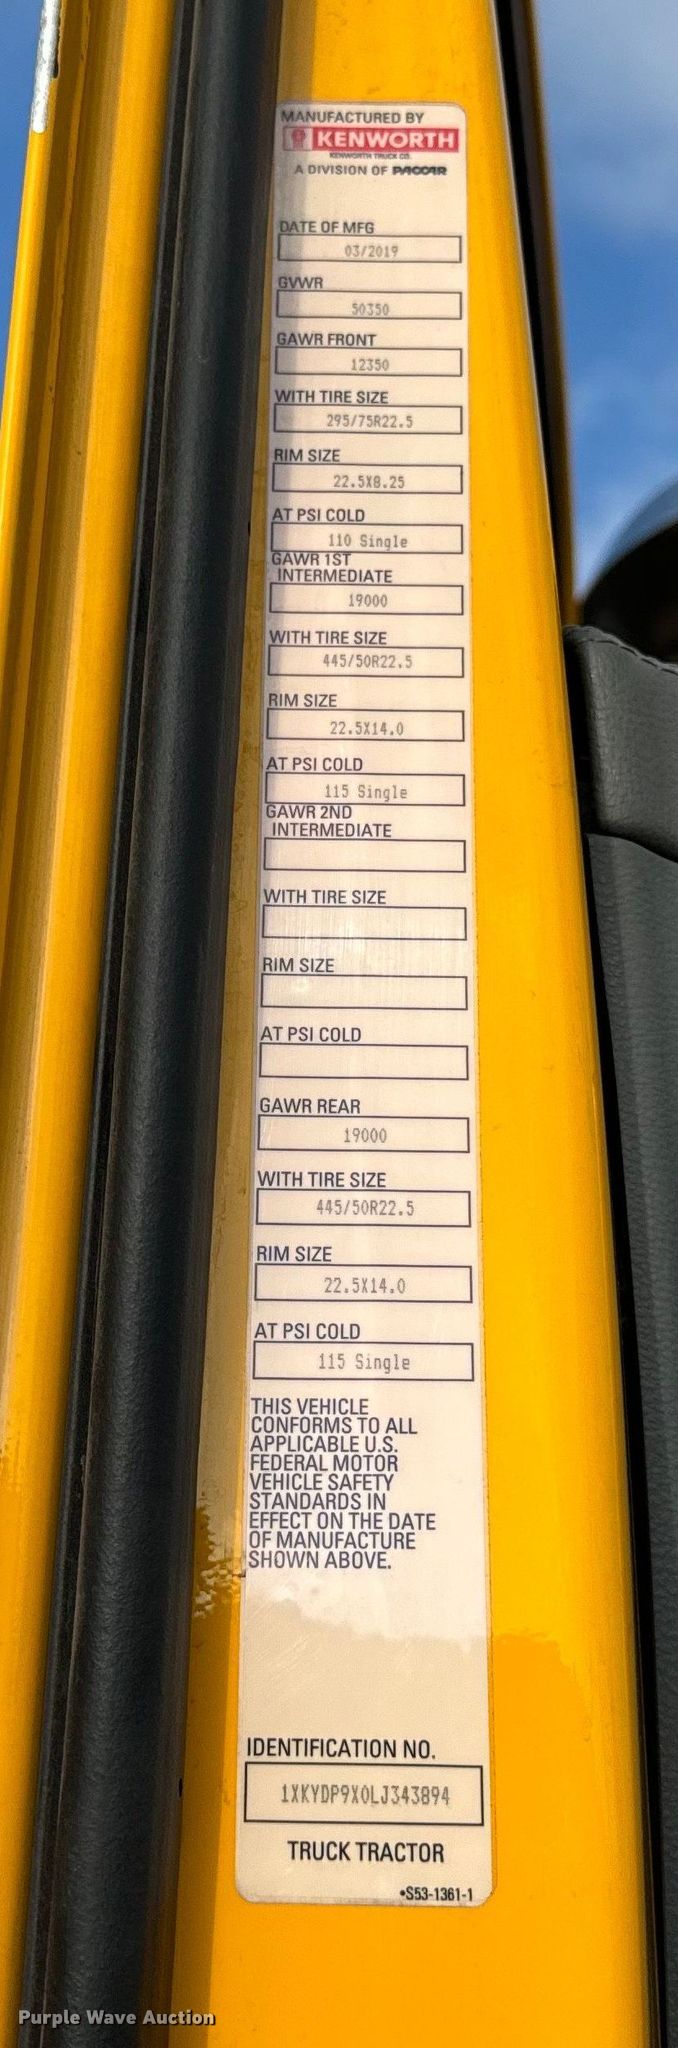 MANUFACTURED BY
KENWORTH
KENWORTH TRUCK CO.
A DIVISION OF PACCAR
DATE OF MFG
03/2019
GVWR
50350
GAWR FRONT
12350
WITH TIRE SIZE
295/75R22.5
RIM SIZE
22.5X8.25
AT PSI COLD
110 Single
GAWR 1ST
INTERMEDIATE
19000
WITH TIRE SIZE
445/50R22.5
RIM SIZE
22.5X14.0
AT PSI COLD
115 Single
GAWR 2ND
INTERMEDIATE
WITH TIRE SIZE
RIM SIZE
AT PSI COLD
GAWR REAR
19000
WITH TIRE SIZE
445/50R22.5
RIM SIZE
22.5X14.0
AT PSI COLD
115 Single
THIS VEHICLE
CONFORMS TO ALL
APPLICABLE U.S.
FEDERAL MOTOR
VEHICLE SAFETY
STANDARDS IN
EFFECT ON THE DATE
OF MANUFACTURE
SHOWN ABOVE.
IDENTIFICATION NO.
1XKYDP9X0LJ343894
TRUCK TRACTOR
•S53-1361-1
Purple Wave Auction